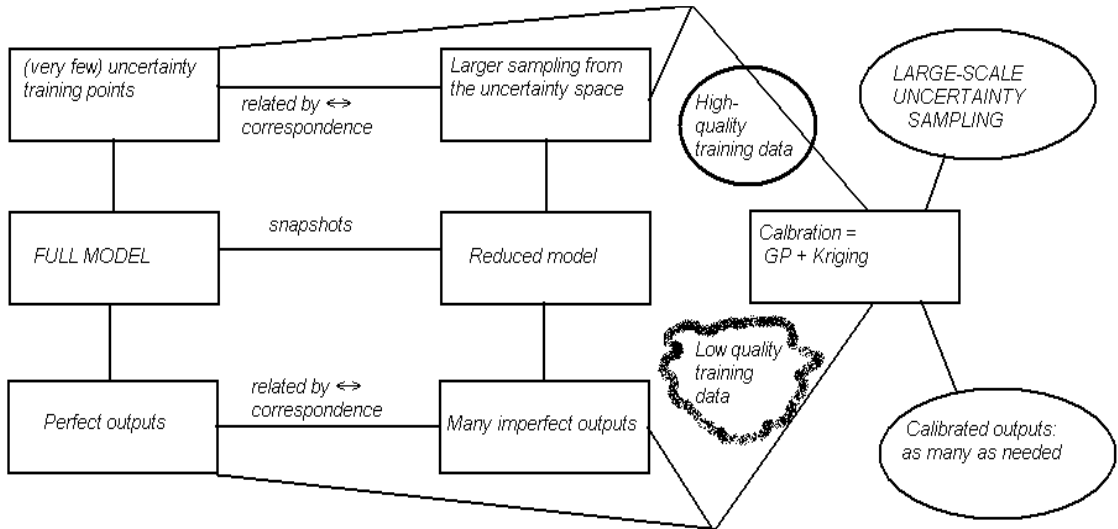 (very few) uncertainty
training points
related by ⇔
correspondence
Larger sampling from
the uncertainty space
High-
quality
training data
LARGE-SCALE
UNCERTAINTY
SAMPLING
FULL MODEL
snapshots
Reduced model
Calbration =
GP + Kriging
Perfect outputs
related by ⇔
correspondence
Many imperfect outputs
Low quality
training
data
Calibrated outputs:
as many as needed